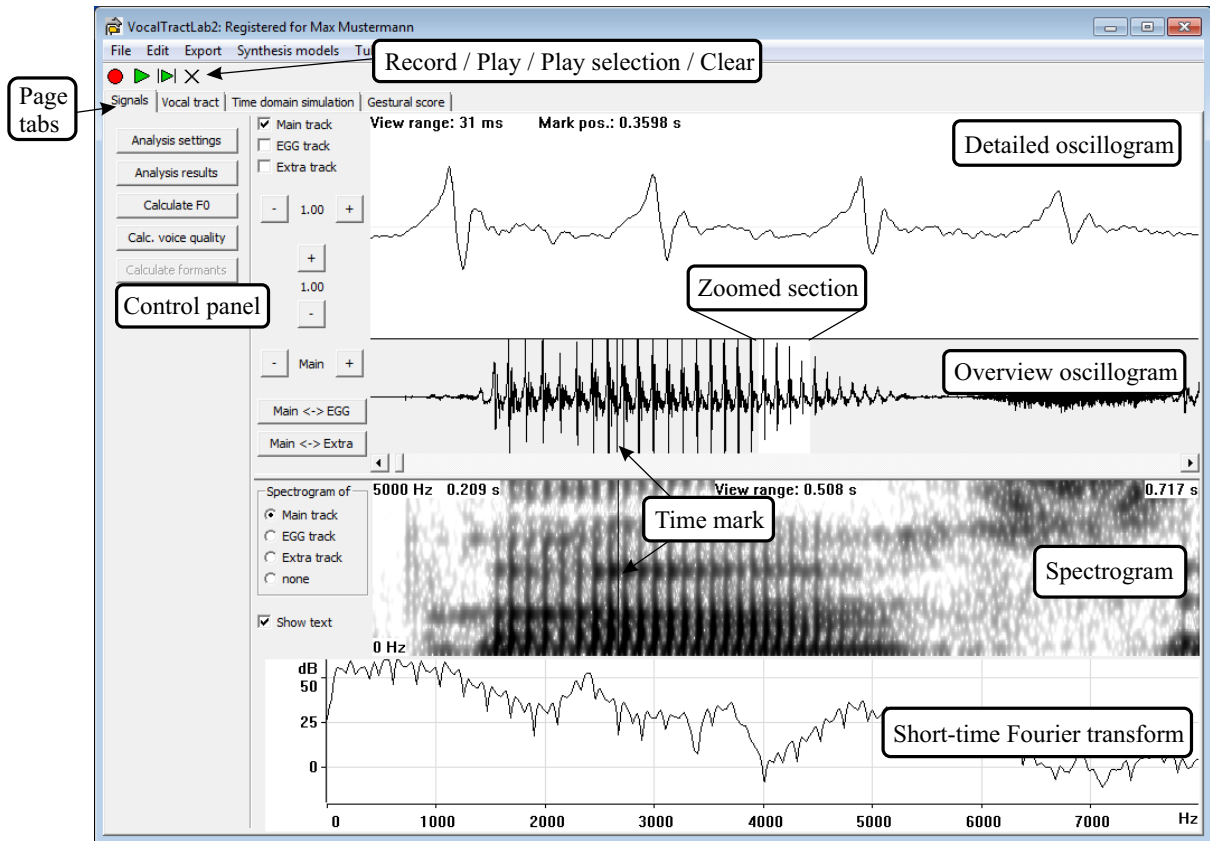 VocalTractLab2: Registered for Max Mustermann
File Edit Export Synthesis models Tu
Record / Play / Play selection / Clear
Page
tabs
Signals Vocal tract Time domain simulation Gestural score
Analysis settings
Analysis results
Calculate F0
Calc. voice quality
Calculate formants
Control panel
Main track
EGG track
Extra track
- 1.00 +
+
1.00
-
- Main +
Main <-> EGG
Main <-> Extra
View range: 31 ms Mark pos.: 0.3598 s
Detailed oscillogram
Zoomed section
Overview oscillogram
Time mark
Spectrogram of
Main track
EGG track
Extra track
none
Show text
5000 Hz 0.209 s View range: 0.508 s 0.717 s
Spectrogram
0 Hz
dB
50
25
0
Short-time Fourier transform
0 1000 2000 3000 4000 5000 6000 7000 Hz